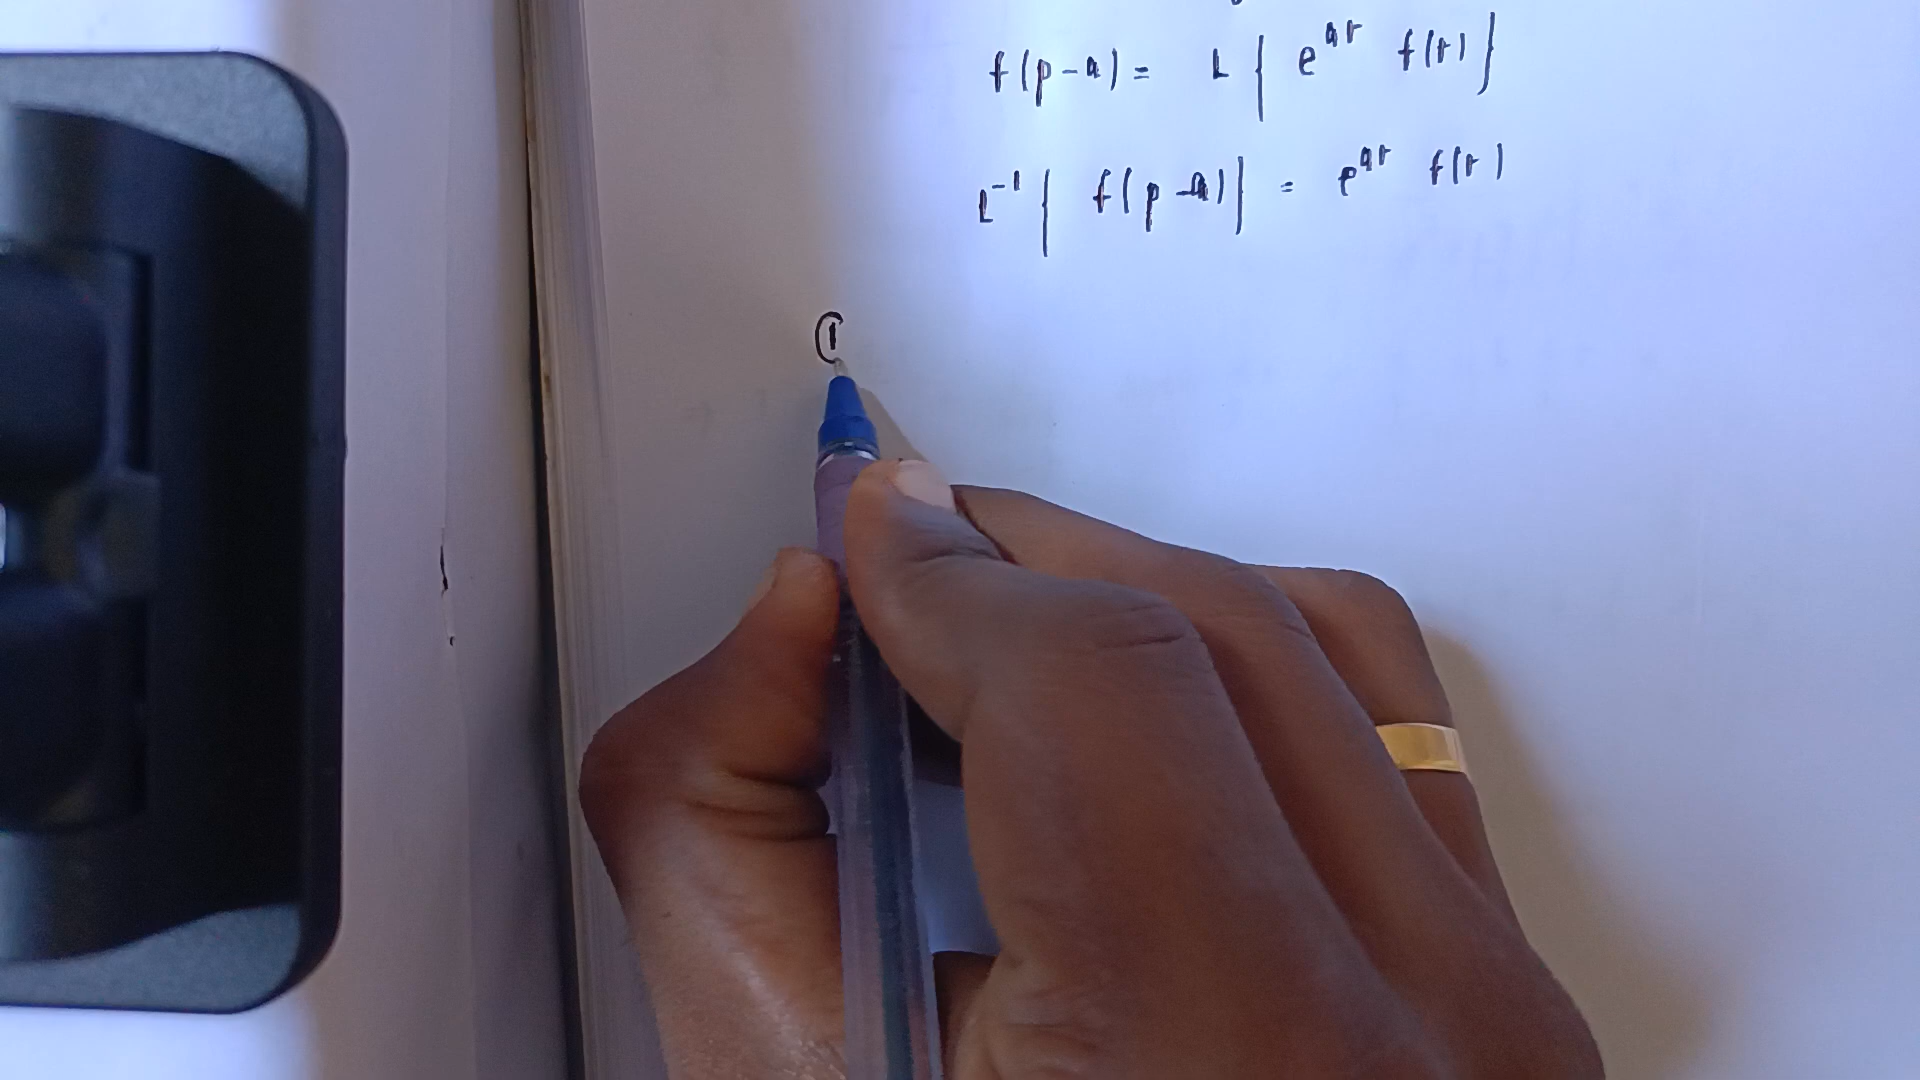 f(p-a) = L{ e^{at} f(t)}
L^{-1}{ f(p-a)} = e^{at} f(t)
①